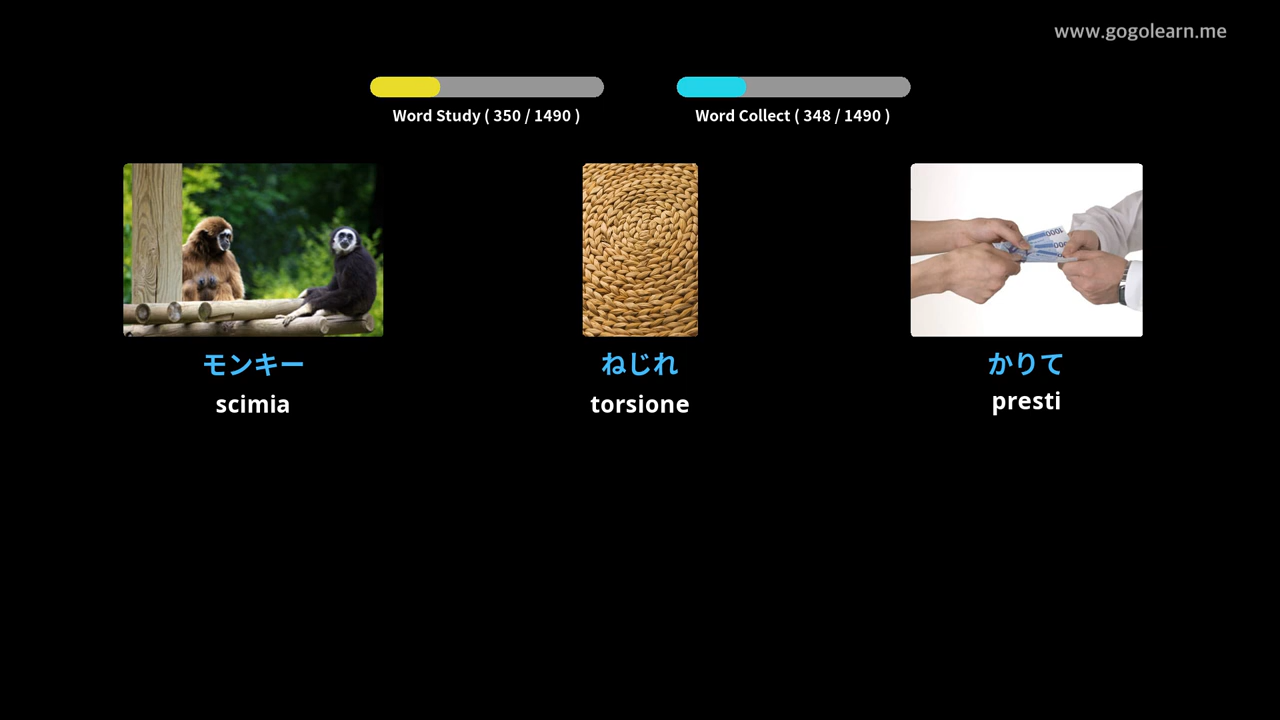 www.gogolearn.me
Word Study ( 350 / 1490 )
Word Collect ( 348 / 1490 )
モンキー
scimia
ねじれ
torsione
かりて
presti